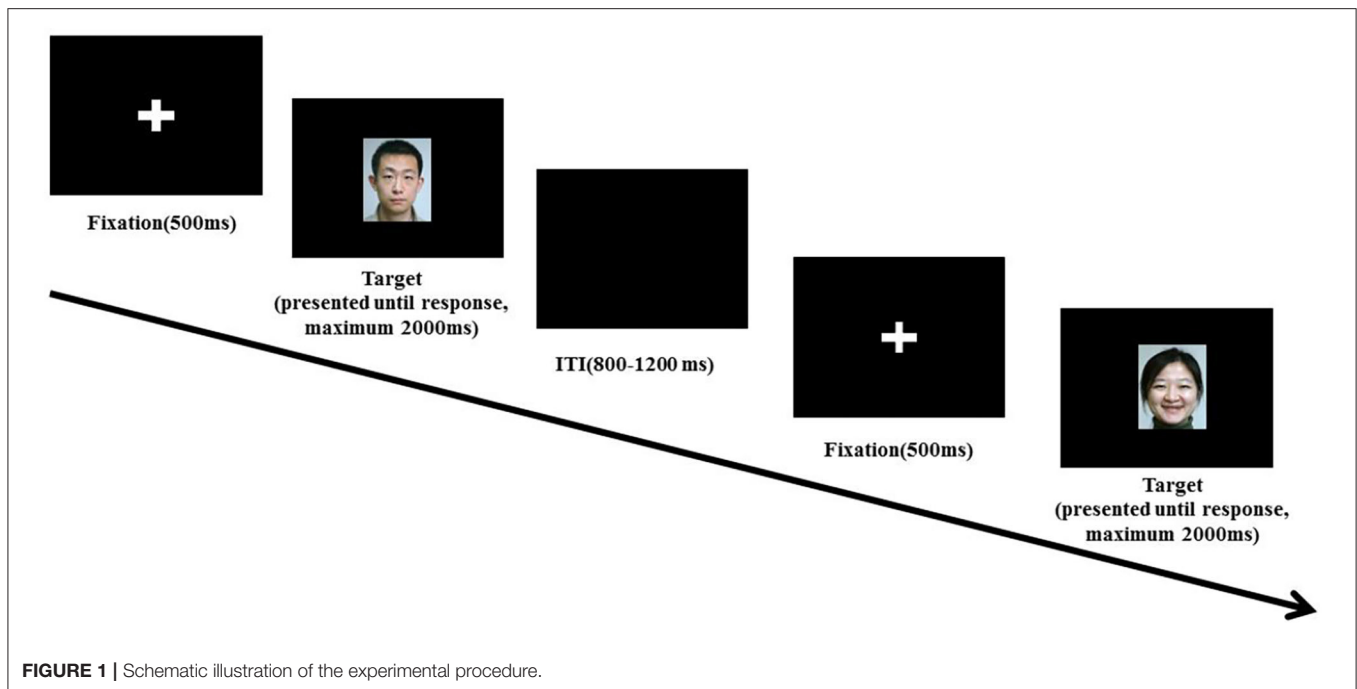 Fixation(500ms)
Target
(presented until response,
maximum 2000ms)
ITI(800-1200 ms)
Fixation(500ms)
Target
(presented until response,
maximum 2000ms)
FIGURE 1 | Schematic illustration of the experimental procedure.